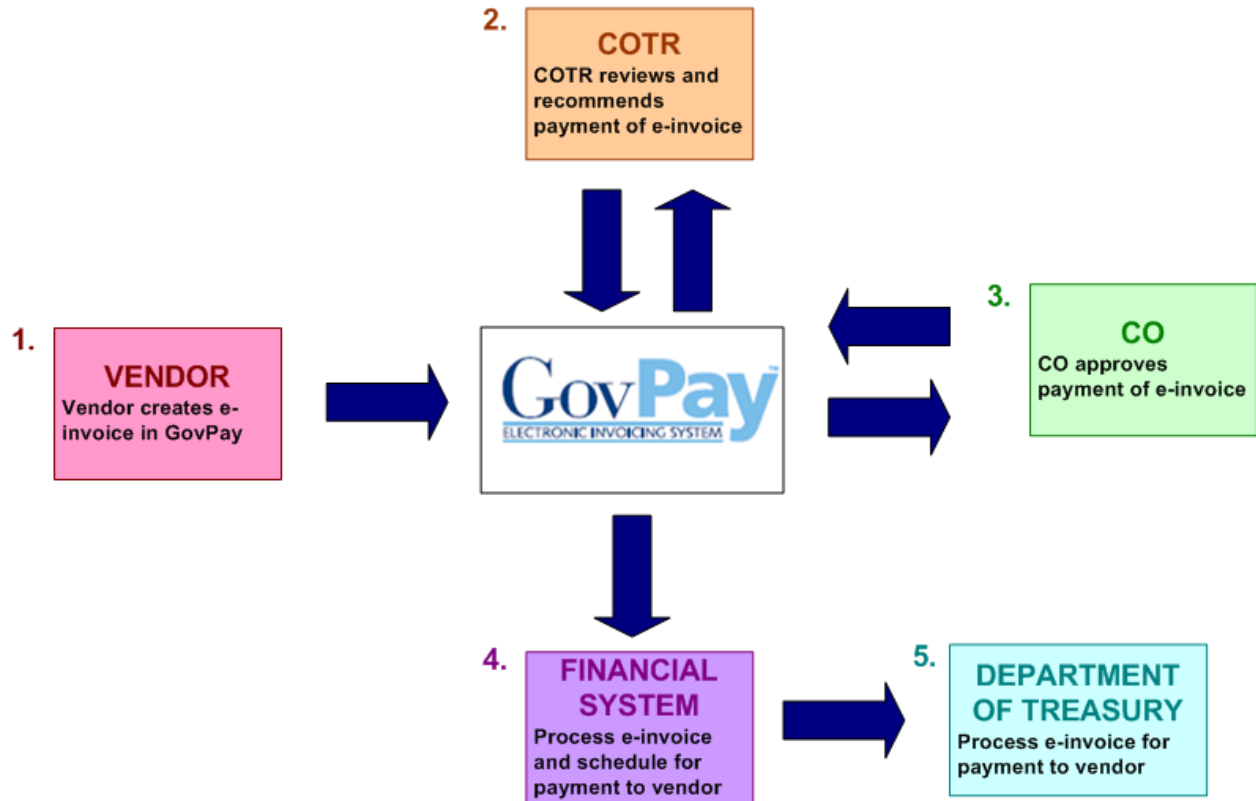 2.
COTR
COTR reviews and
recommends
payment of e-invoice
1.
VENDOR
Vendor creates e-
invoice in GovPay
GovPay™
ELECTRONIC INVOICING SYSTEM
3.
CO
CO approves
payment of e-invoice
4.
FINANCIAL
SYSTEM
Process e-invoice
and schedule for
payment to vendor
5.
DEPARTMENT
OF TREASURY
Process e-invoice for
payment to vendor